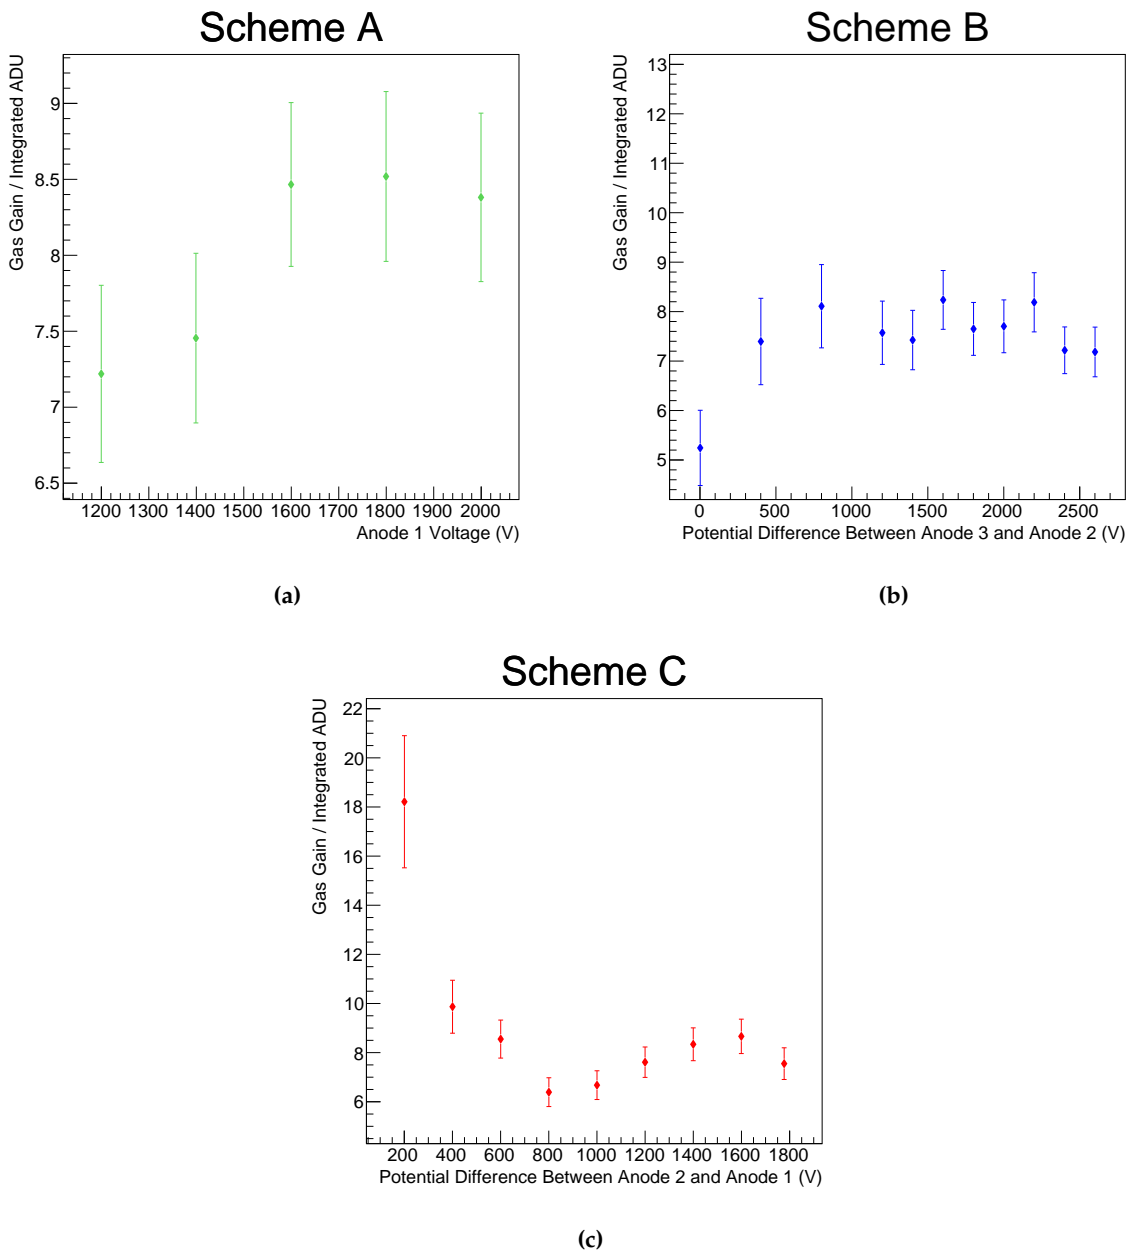 Scheme A
Gas Gain / Integrated ADU
9
8.5
8
7.5
7
6.5
1200 1300 1400 1500 1600 1700 1800 1900 2000
Anode 1 Voltage (V)
(a)
Scheme B
Gas Gain / Integrated ADU
13
12
11
10
9
8
7
6
5
0 500 1000 1500 2000 2500
Potential Difference Between Anode 3 and Anode 2 (V)
(b)
Scheme C
Gas Gain / Integrated ADU
22
20
18
16
14
12
10
8
6
200 400 600 800 1000 1200 1400 1600 1800
Potential Difference Between Anode 2 and Anode 1 (V)
(c)